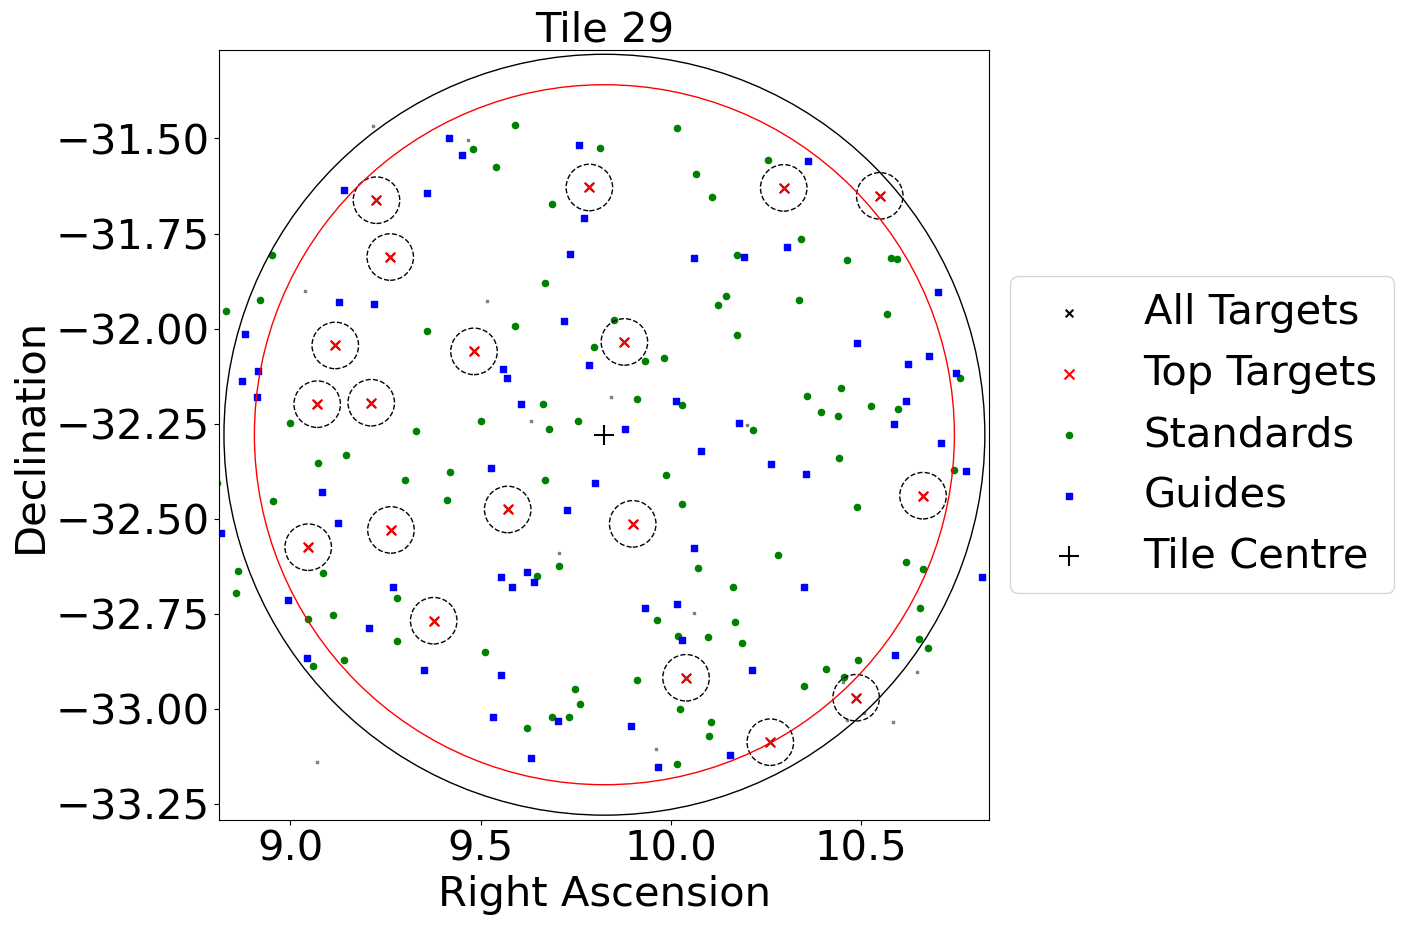 Tile 29
−31.50
−31.75
−32.00
−32.25
−32.50
−32.75
−33.00
−33.25
Declination
9.0 9.5 10.0 10.5
Right Ascension
All Targets
Top Targets
Standards
Guides
Tile Centre